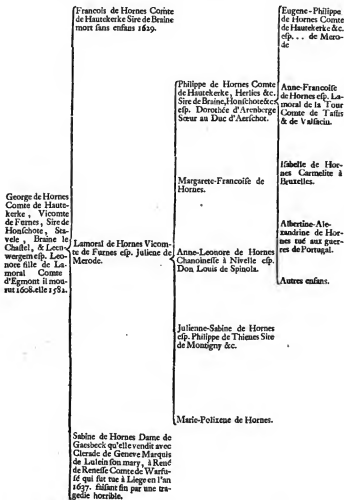 George de Hornes
Comte de Haute-
kerke, Vicomte
de Furnes, Sire de
Honſchote, Sta-
vele, Braine le
Chaſtel, & Leen-
wergem eſp. Leo-
nore fille de La-
moral Comte
d'Egmont il mou-
rut 1608. elle 1582.
Francois de Hornes Comte
de Hautekerke Sire de Braine
mort ſans enfans 1629.
Lamoral de Hornes Vicom-
te de Furnes eſp. Juliene de
Merode.
Sabine de Hornes Dame de
Gaesbeck qu'elle vendit avec
Clerade de Geneve Marquis
de Lulein ſon mary, à René
de Reneſſe Comte de Warfu-
ſé qui fut tue à Liege en l'an
1637. faiſant fin par une tra-
gedie horrible.
Philippe de Hornes Comte
de Hautekerke, Herlies &c.
Sire de Braine, Honſchote &c.
eſp. Dorothée d'Arenberge
Sœur au Duc d'Aerſchot.
Margarete-Francoiſe de
Hornes.
Anne-Leonore de Hornes
Chanoineſſe à Nivelle eſp.
Don Louis de Spinola.
Julienne-Sabine de Hornes
eſp. Philippe de Thienes Sire
de Montigny &c.
Marie-Polixene de Hornes.
Eugene-Philippe
de Hornes Comte
de Hautekerke &c.
eſp... de Mero-
de
Anne-Francoiſe
de Hornes eſp. La-
moral de la Tour
Comte de Taſſis
& de Valſacin.
Iſabelle de Hor-
nes Carmelite à
Bruxelles.
Albertine-Ale-
xandrine de Hor-
nes tué aux guer-
res de Portugal.
Autres enfans.